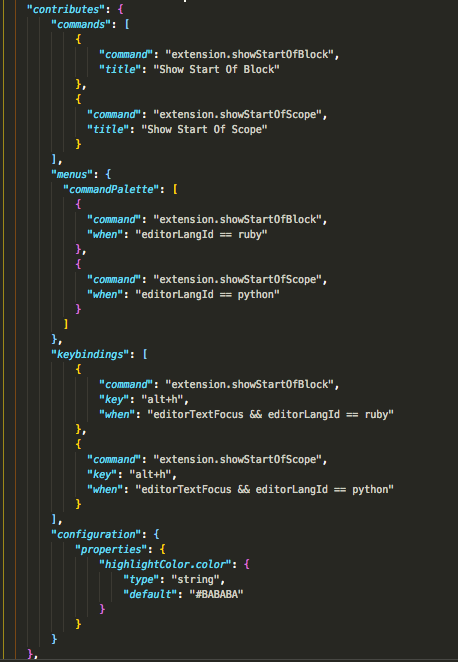 "contributes": {
"commands": [
{
"command": "extension.showStartOfBlock",
"title": "Show Start Of Block"
},
{
"command": "extension.showStartOfScope",
"title": "Show Start Of Scope"
}
],
"menus": {
"commandPalette": [
{
"command": "extension.showStartOfBlock",
"when": "editorLangId == ruby"
},
{
"command": "extension.showStartOfScope",
"when": "editorLangId == python"
}
]
},
"keybindings": [
{
"command": "extension.showStartOfBlock",
"key": "alt+h",
"when": "editorTextFocus && editorLangId == ruby"
},
{
"command": "extension.showStartOfScope",
"key": "alt+h",
"when": "editorTextFocus && editorLangId == python"
}
],
"configuration": {
"properties": {
"highlightColor.color": {
"type": "string",
"default": "#BABABA"
}
}
}
},